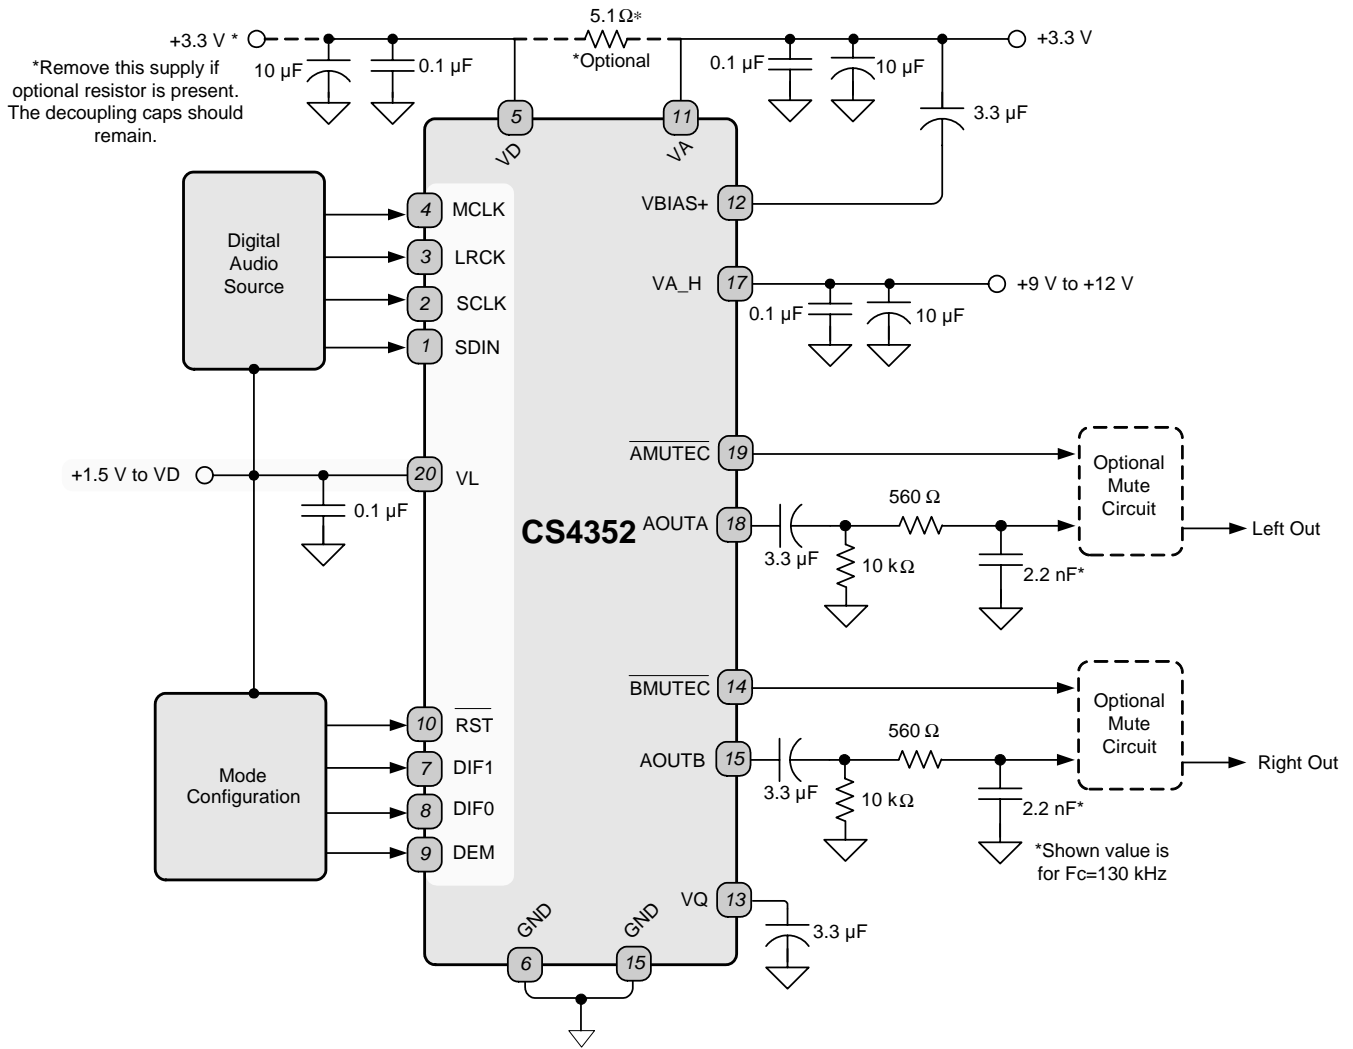 +3.3 V *
*Remove this supply if
optional resistor is present.
The decoupling caps should
remain.
10 µF
0.1 µF
5.1Ω*
*Optional
0.1 µF
10 µF
+3.3 V
3.3 µF
5
VD
11
VA
12
VBIAS+
17
VA_H
+9 V to +12 V
0.1 µF
10 µF
Digital
Audio
Source
4
MCLK
3
LRCK
2
SCLK
1
SDIN
+1.5 V to VD
20
VL
0.1 µF
CS4352
AMUTEC
19
AOUTA
18
3.3 µF
10 kΩ
560 Ω
2.2 nF*
Optional
Mute
Circuit
Left Out
BMUTEC
14
AOUTB
15
3.3 µF
10 kΩ
560 Ω
2.2 nF*
Optional
Mute
Circuit
Right Out
*Shown value is
for Fc=130 kHz
Mode
Configuration
10
RST
7
DIF1
8
DIF0
9
DEM
VQ
13
3.3 µF
GND
6
GND
15